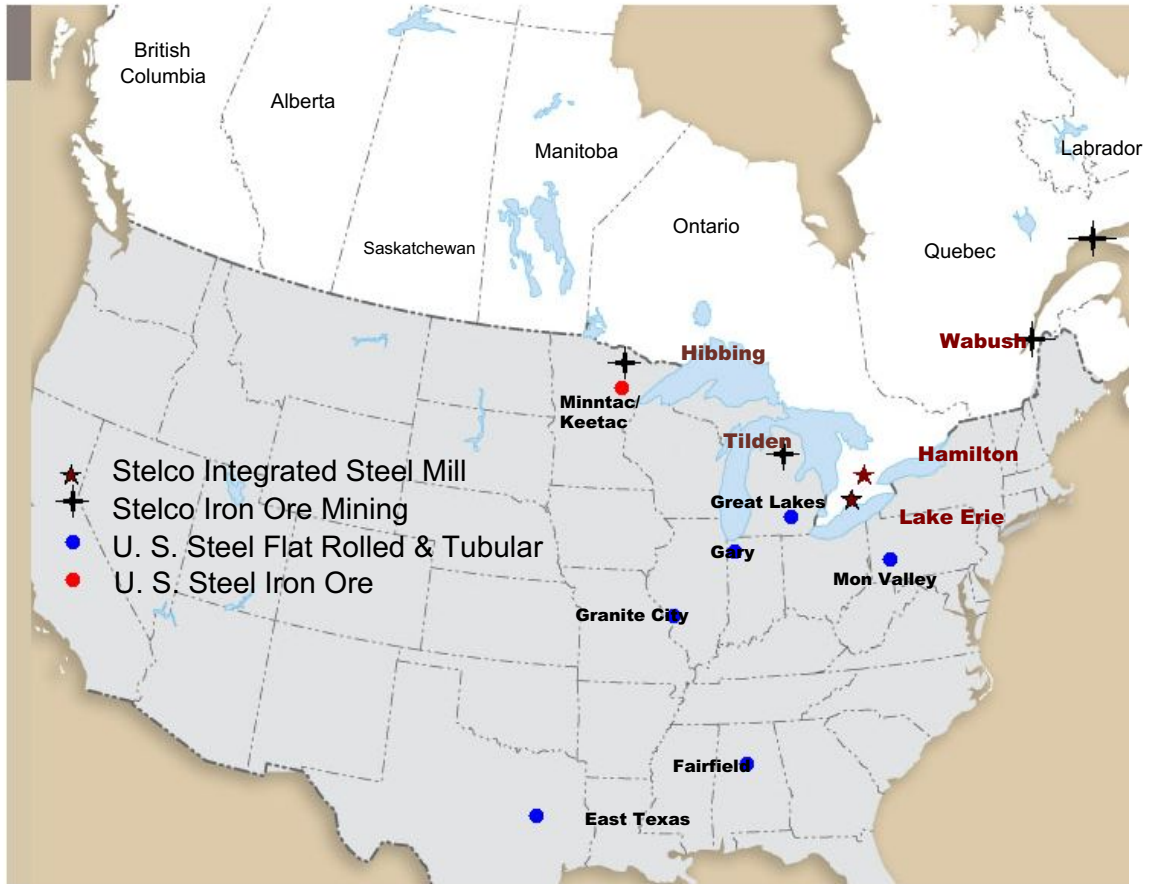 British
Columbia
Alberta
Manitoba
Labrador
Ontario
Saskatchewan
Quebec
Wabush
Hibbing
Minntac/
Keetac
Tilden
Hamilton
Stelco Integrated Steel Mill
Great Lakes
Stelco Iron Ore Mining
Lake Erie
U. S. Steel Flat Rolled & Tubular
Gary
Mon Valley
U. S. Steel Iron Ore
Granite City
Fairfield
East Texas